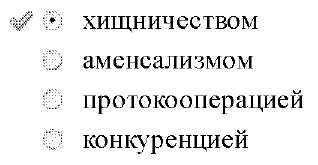 хищничеством
аменсализмом
протокооперацией
конкуренцией